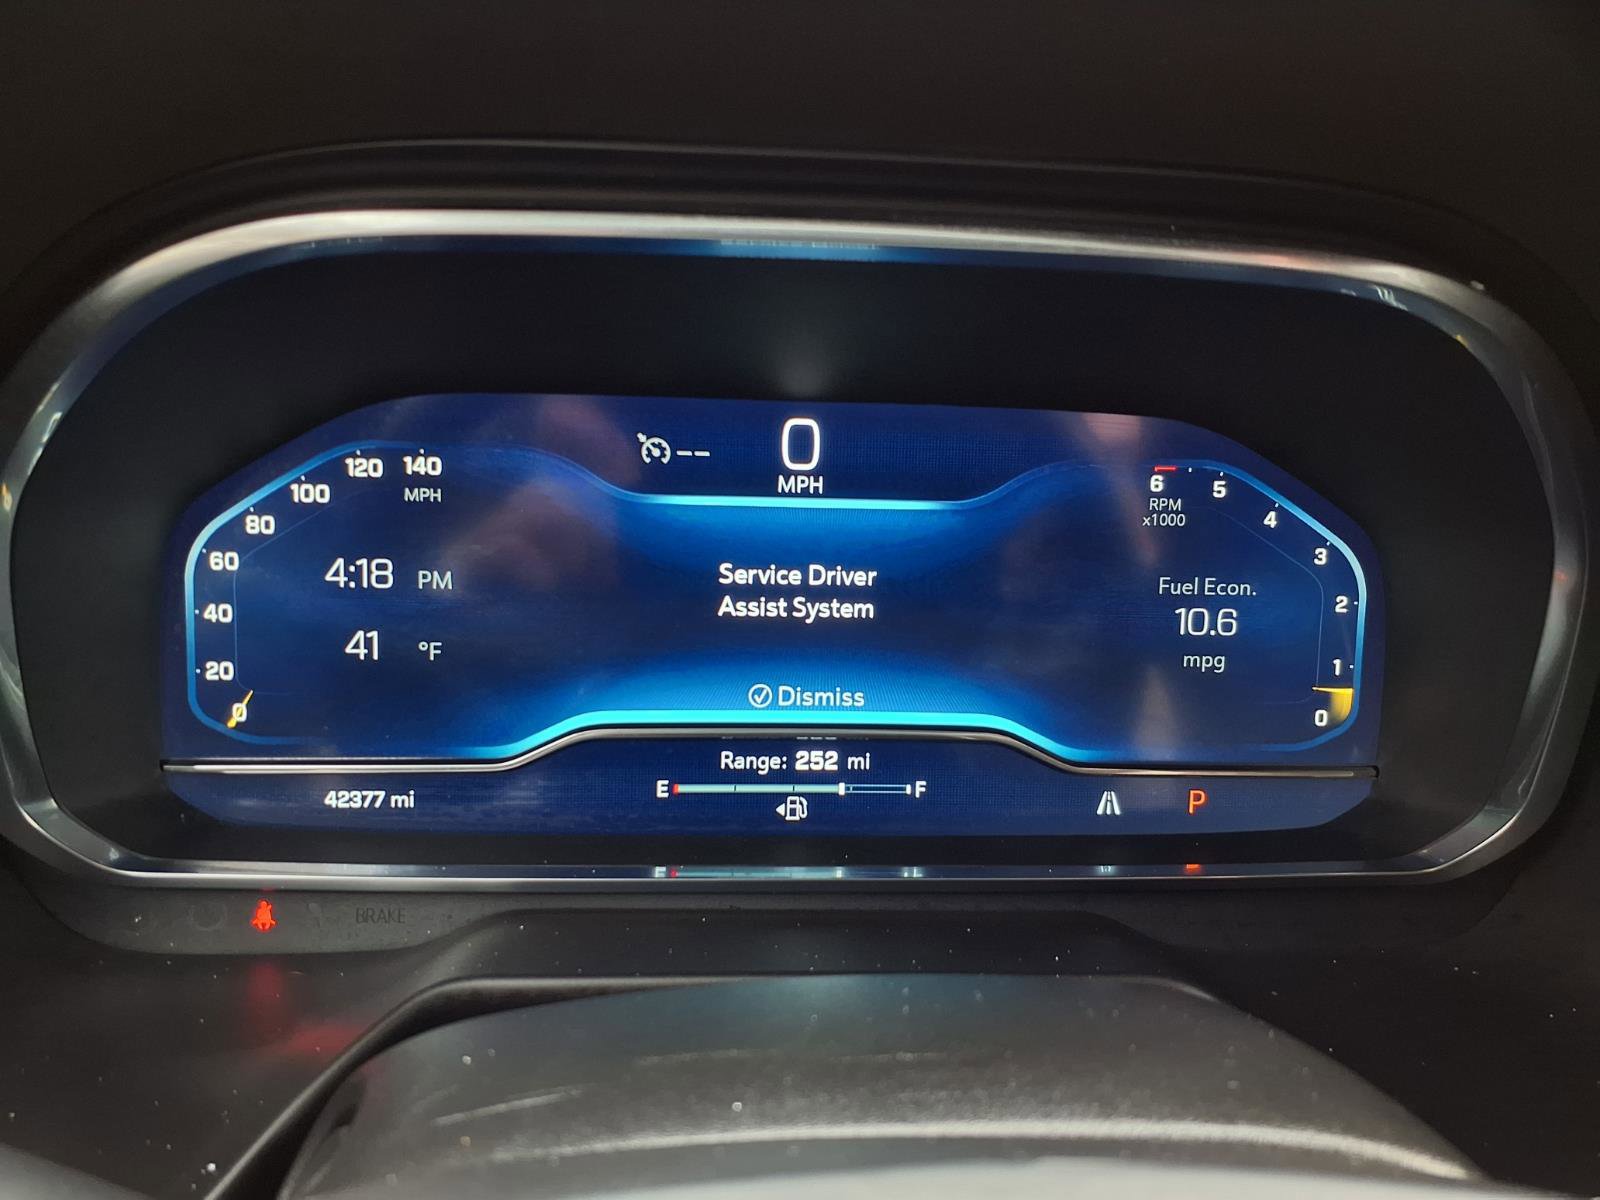 0
MPH
120 140
MPH
100
80
60
40
20
0
4:18 PM
41 °F
Service Driver
Assist System
Dismiss
6
5
4
3
2
1
0
RPM
x1000
Fuel Econ.
10.6
mpg
Range: 252 mi
E F
42377 mi
P
BRAKE